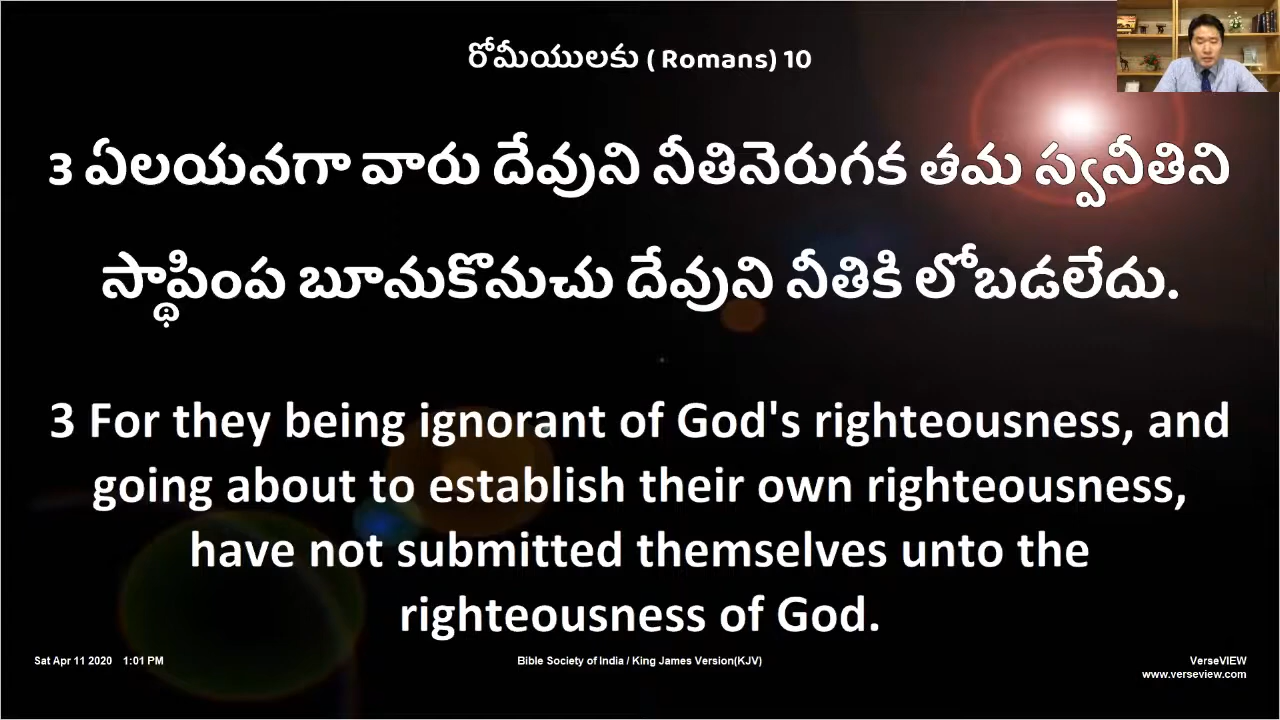 రోమీయులకు ( Romans) 10
3 ఏలయనగా వారు దేవుని నీతినెరుగక తమ స్వనీతిని
స్థాపింప బూనుకొనుచు దేవుని నీతికి లోబడలేదు.
3 For they being ignorant of God's righteousness, and
going about to establish their own righteousness,
have not submitted themselves unto the
righteousness of God.
Sat Apr 11 2020 1:01 PM
Bible Society of India / King James Version(KJV)
VerseVIEW
www.verseview.com